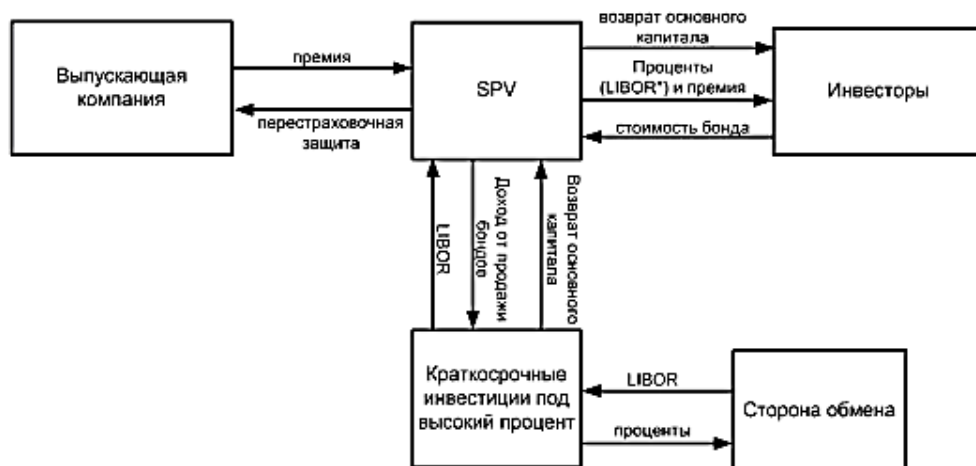 возврат основного
капитала
Выпускающая
компания
премия
перестраховочная
защита
SPV
Проценты
(LIBOR*) и премия
стоимость бонда
Инвесторы
LIBOR
Доход от продажи
бондов
Возврат основного
капитала
Краткосрочные
инвестиции под
высокий процент
LIBOR
проценты
Сторона обмена